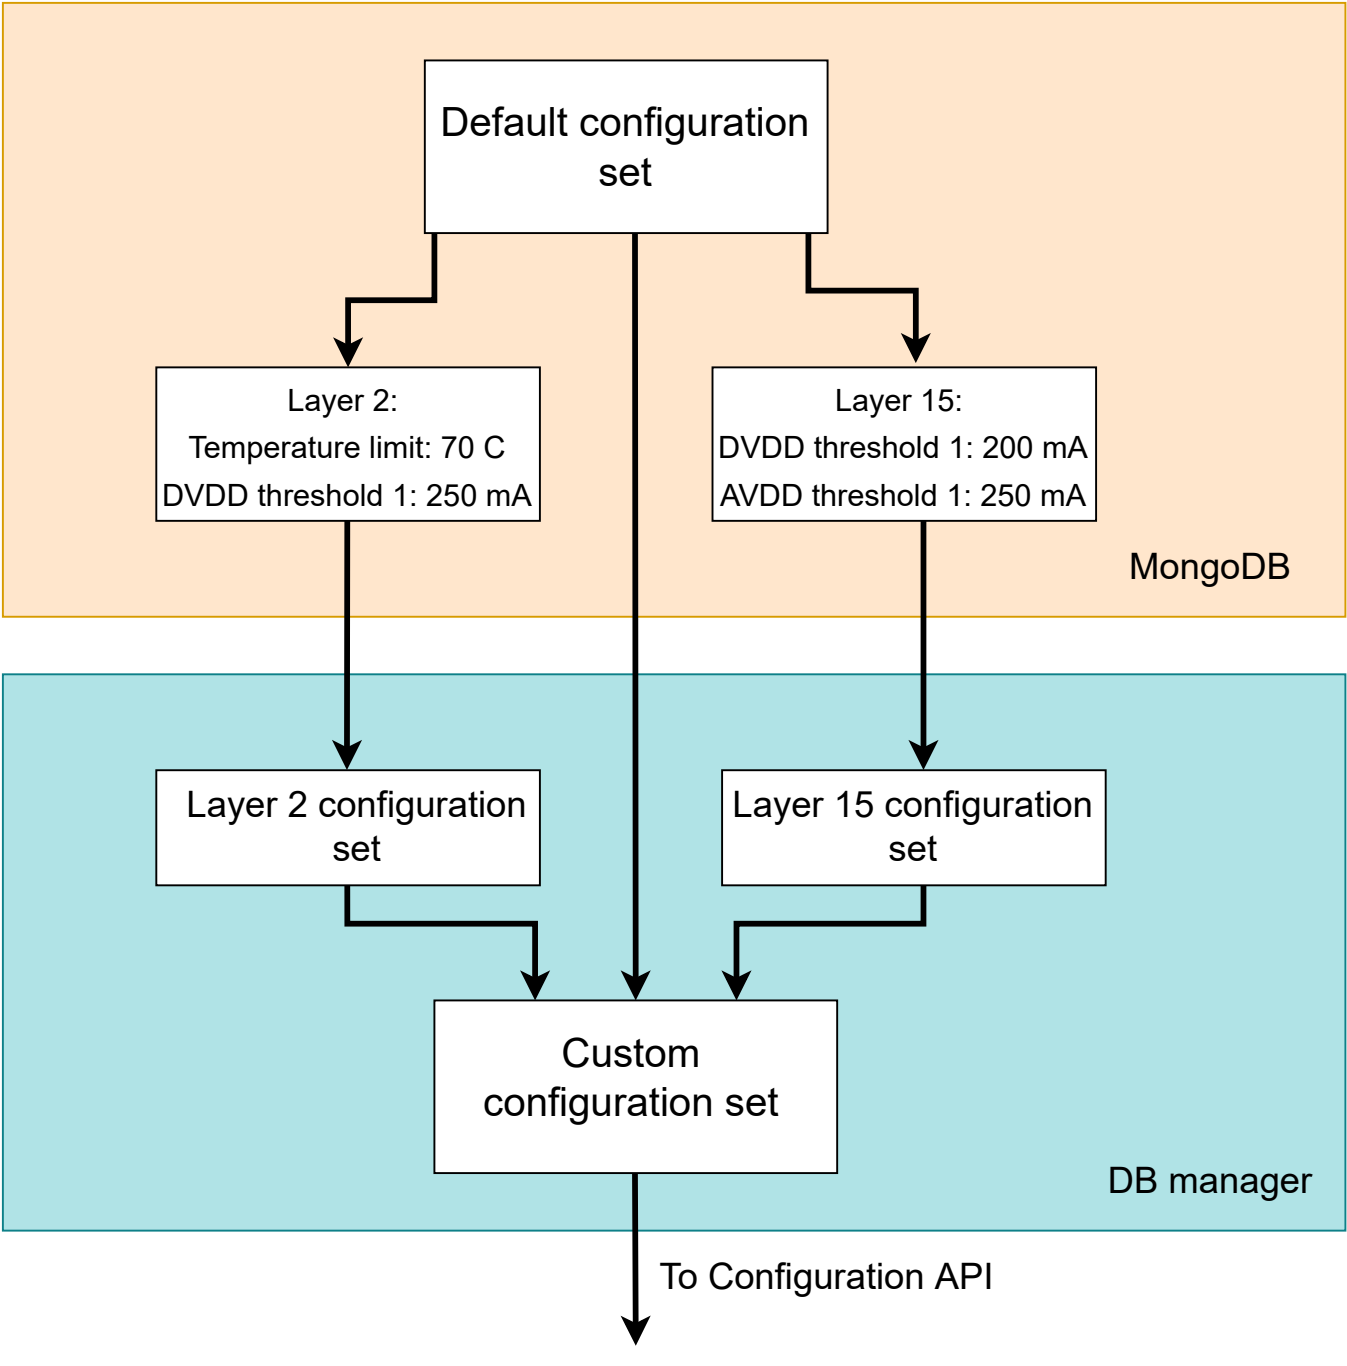 Default configuration
set
Layer 2:
Temperature limit: 70 C
DVDD threshold 1: 250 mA
Layer 15:
DVDD threshold 1: 200 mA
AVDD threshold 1: 250 mA
MongoDB
Layer 2 configuration
set
Layer 15 configuration
set
Custom
configuration set
DB manager
To Configuration API